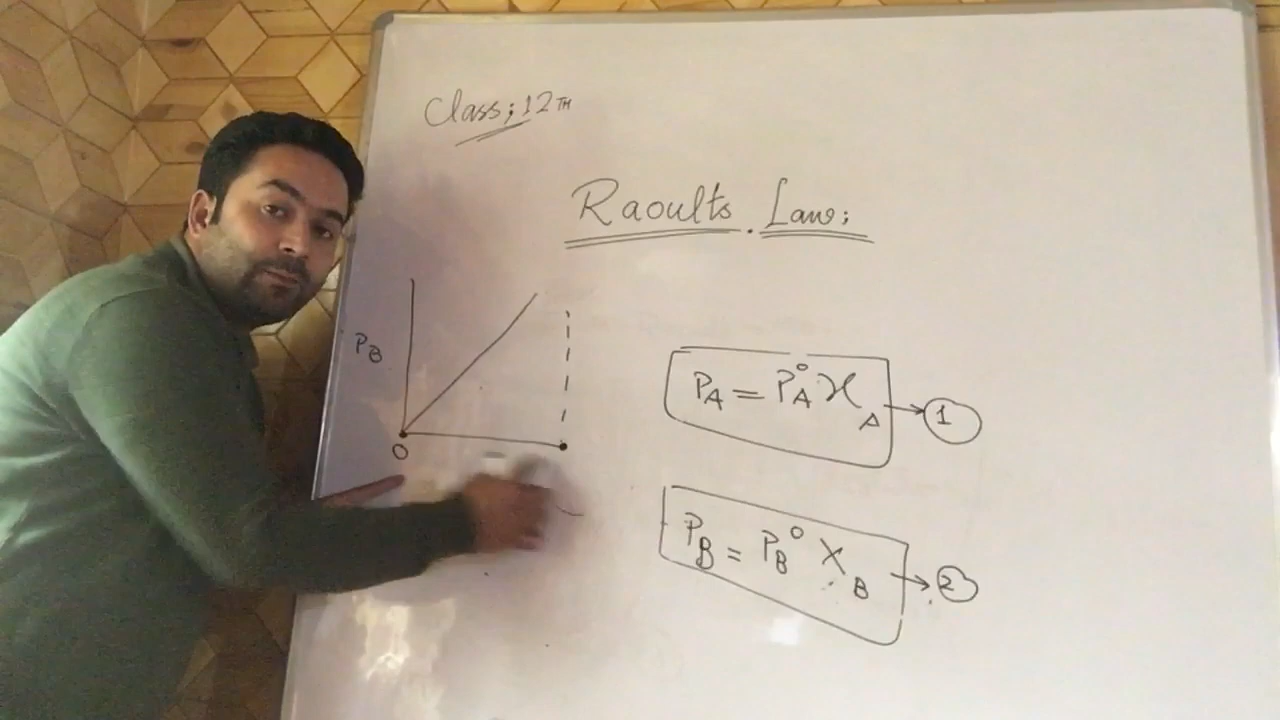 Class; 12TH
Raoults. Law;
PB
O
PA = P°A xA → 1
PB = P°B XB → 2